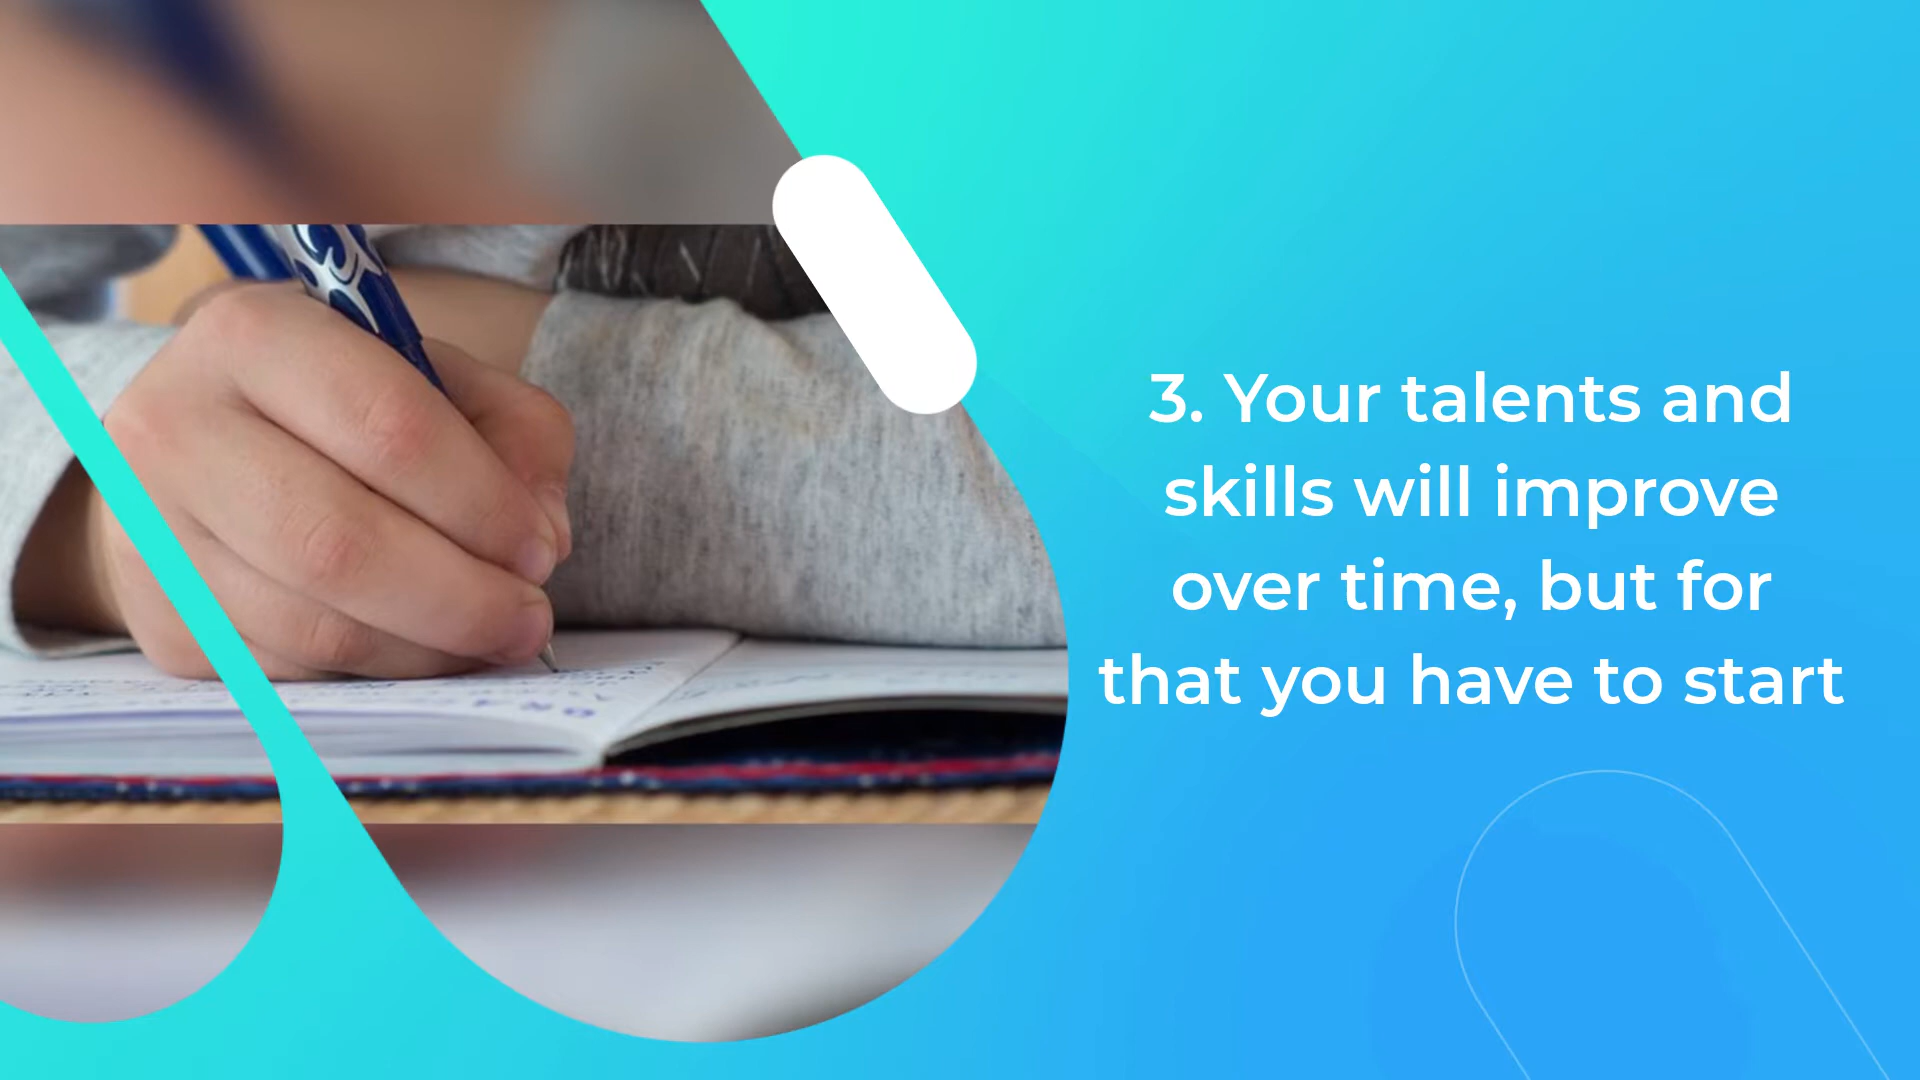 3. Your talents and
skills will improve
over time, but for
that you have to start